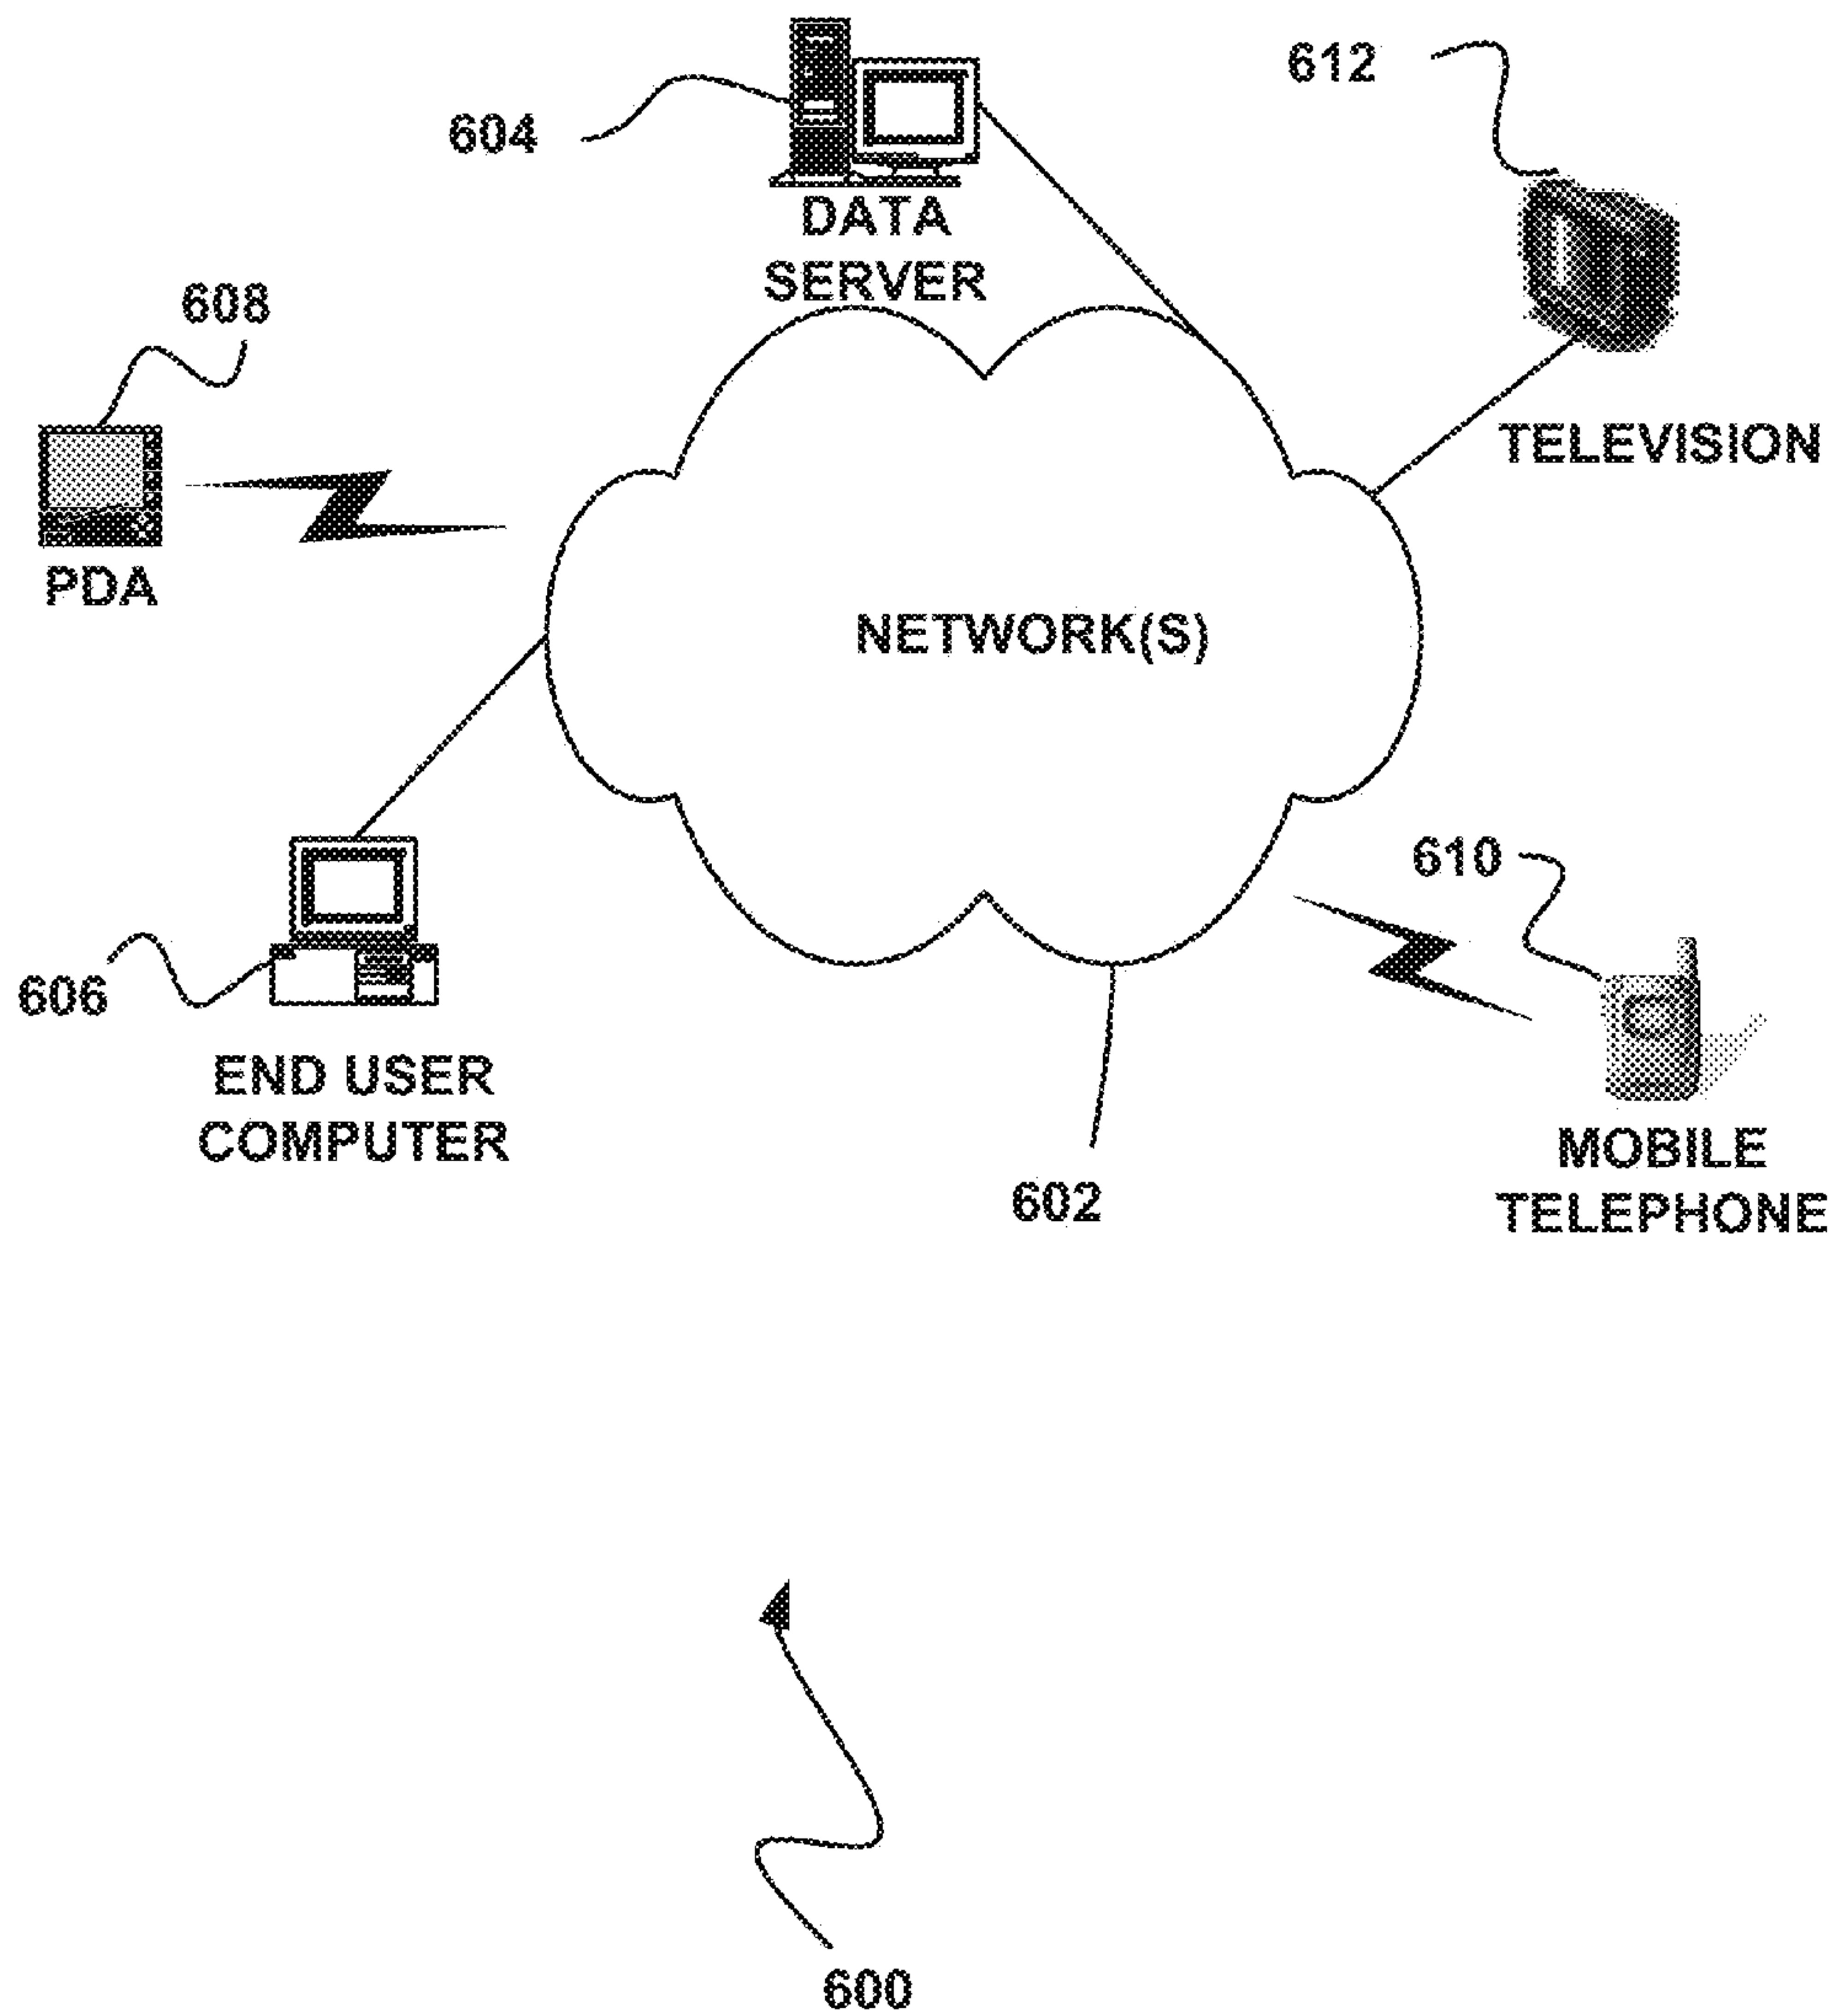 612
604
DATA
SERVER
608
TELEVISION
PDA
NETWORK(S)
610
606
END USER
COMPUTER
MOBILE
TELEPHONE
602
600